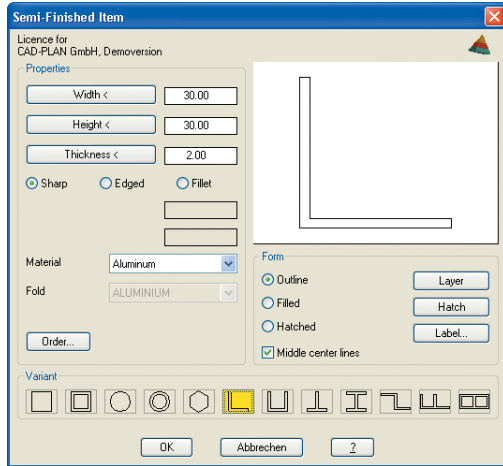 Semi-Finished Item
Licence for
CAD-PLAN GmbH, Demoversion
Properties
Width < 30.00
Height < 30.00
Thickness < 2.00
Sharp Edged Fillet
Material Aluminum
Fold ALUMINIUM
Order...
Form
Outline Layer
Filled Hatch
Hatched Label...
Middle center lines
Variant
OK Abbrechen ?